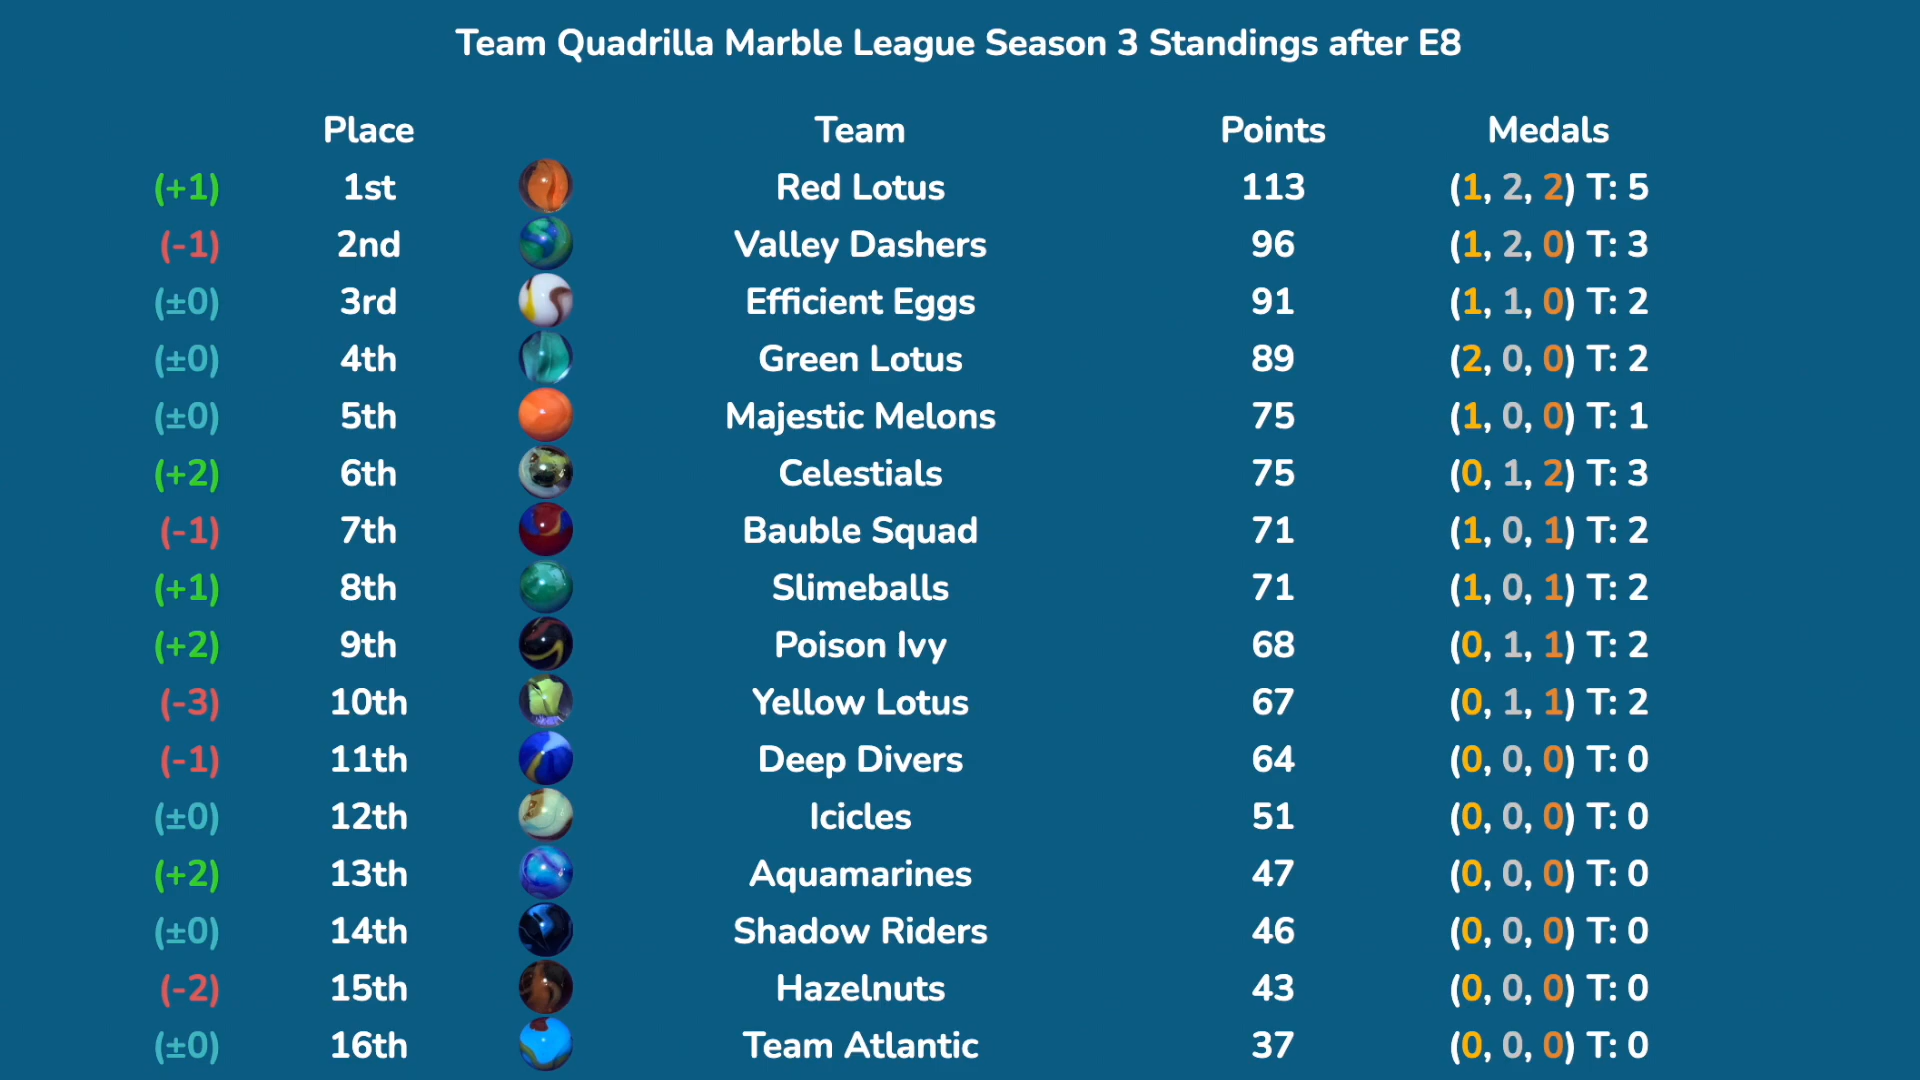 Team Quadrilla Marble League Season 3 Standings after E8
Place Team Points Medals
(+1) 1st Red Lotus 113 (1, 2, 2) T: 5
(-1) 2nd Valley Dashers 96 (1, 2, 0) T: 3
(±0) 3rd Efficient Eggs 91 (1, 1, 0) T: 2
(±0) 4th Green Lotus 89 (2, 0, 0) T: 2
(±0) 5th Majestic Melons 75 (1, 0, 0) T: 1
(+2) 6th Celestials 75 (0, 1, 2) T: 3
(-1) 7th Bauble Squad 71 (1, 0, 1) T: 2
(+1) 8th Slimeballs 71 (1, 0, 1) T: 2
(+2) 9th Poison Ivy 68 (0, 1, 1) T: 2
(-3) 10th Yellow Lotus 67 (0, 1, 1) T: 2
(-1) 11th Deep Divers 64 (0, 0, 0) T: 0
(±0) 12th Icicles 51 (0, 0, 0) T: 0
(+2) 13th Aquamarines 47 (0, 0, 0) T: 0
(±0) 14th Shadow Riders 46 (0, 0, 0) T: 0
(-2) 15th Hazelnuts 43 (0, 0, 0) T: 0
(±0) 16th Team Atlantic 37 (0, 0, 0) T: 0